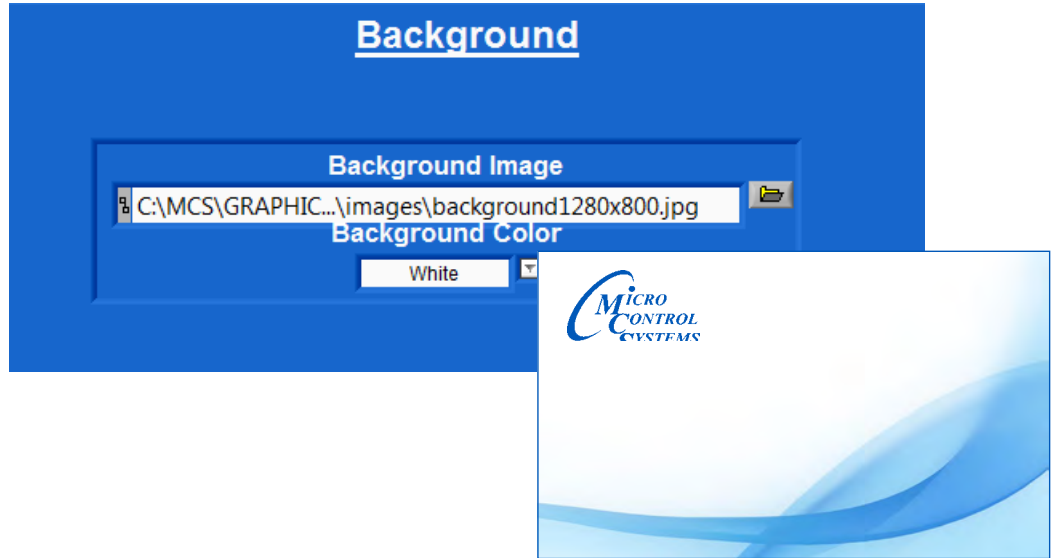 Background
Background Image
C:\MCS\GRAPHIC...\images\background1280x800.jpg
Background Color
White
MICRO
CONTROL
SYSTEMS